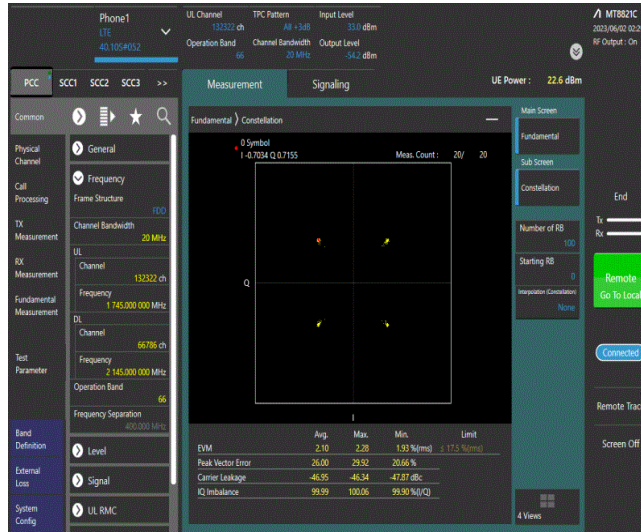 Phone1
LTE
40.10S#052
UL Channel TPC Pattern Input Level
132322 ch All +3dB 33.0 dBm
Operation Band Channel Bandwidth Output Level
66 20 MHz -54.2 dBm
MT8821C
2023/06/02 02:2
RF Output : On
PCC SCC1 SCC2 SCC3 >>
Measurement Signaling UE Power : 22.6 dBm
Common
Physical
Channel
Call
Processing
TX
Measurement
RX
Measurement
Fundamental
Measurement
Test
Parameter
Band
Definition
External
Loss
System
Config
General
Frequency
Frame Structure
FDD
Channel Bandwidth
20 MHz
UL
Channel
132322 ch
Frequency
1 745.000 000 MHz
DL
Channel
66786 ch
Frequency
2 145.000 000 MHz
Operation Band
66
Frequency Separation
400.000 MHz
Level
Signal
UL RMC
Fundamental Constellation
0 Symbol
I -0.7034 Q 0.7155 Meas. Count : 20/ 20
Q
I
Avg. Max. Min. Limit
EVM 2.10 2.28 1.93 %(rms) ≤ 17.5 %(rms)
Peak Vector Error 26.00 29.92 20.66 %
Carrier Leakage -46.95 -46.34 -47.87 dBc
IQ Imbalance 99.99 100.06 99.90 %(I/Q)
Main Screen
Fundamental
Sub Screen
Constellation
Number of RB
100
Starting RB
0
Interpolation (Constellation)
None
4 Views
End
Tx
Rx
Remote
Go To Local
Connected
Remote Trac
Screen Off